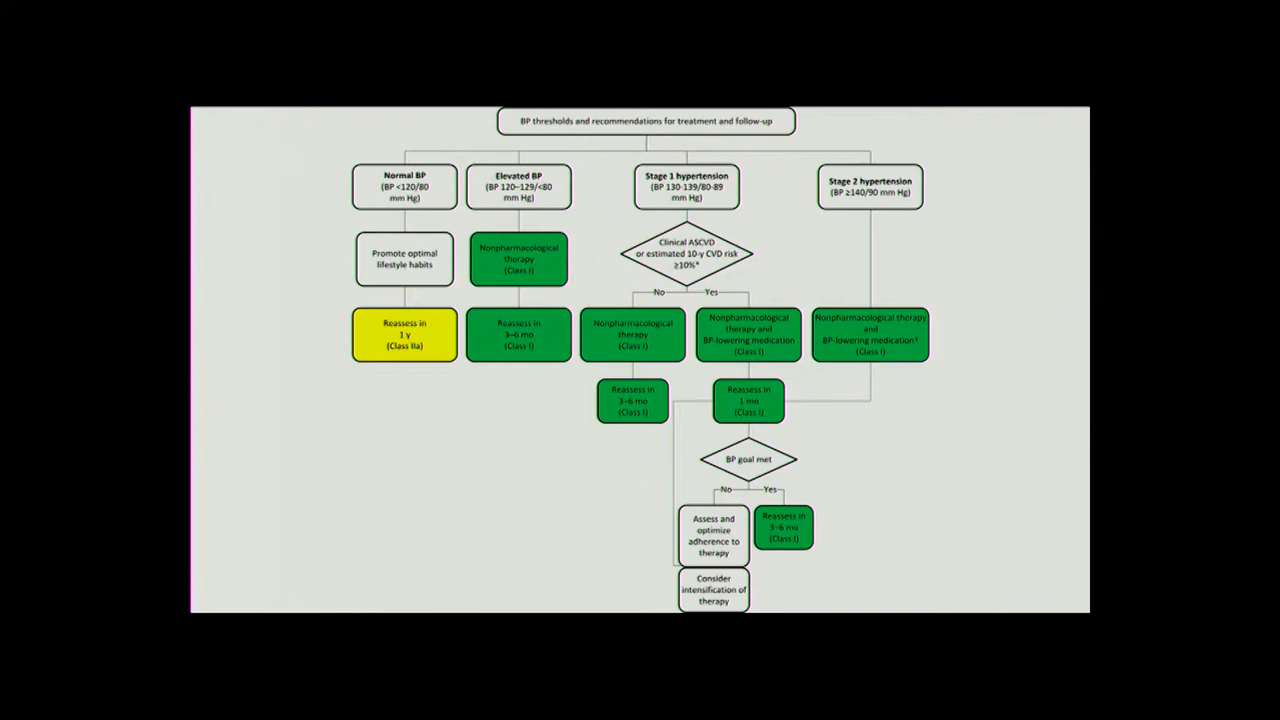 BP thresholds and recommendations for treatment and follow-up
Normal BP
(BP <120/80
mm Hg)
Elevated BP
(BP 120–129/<80
mm Hg)
Stage 1 hypertension
(BP 130-139/80-89
mm Hg)
Stage 2 hypertension
(BP ≥140/90 mm Hg)
Promote optimal
lifestyle habits
Nonpharmacological
therapy
(Class I)
Clinical ASCVD
or estimated 10-y CVD risk
≥10%*
No
Yes
Reassess in
1 y
(Class IIa)
Reassess in
3–6 mo
(Class I)
Nonpharmacological
therapy
(Class I)
Nonpharmacological
therapy and
BP-lowering medication
(Class I)
Nonpharmacological therapy
and
BP-lowering medication†
(Class I)
Reassess in
3–6 mo
(Class I)
Reassess in
1 mo
(Class I)
BP goal met
No
Yes
Assess and
optimize
adherence to
therapy
Reassess in
3–6 mo
(Class I)
Consider
intensification of
therapy